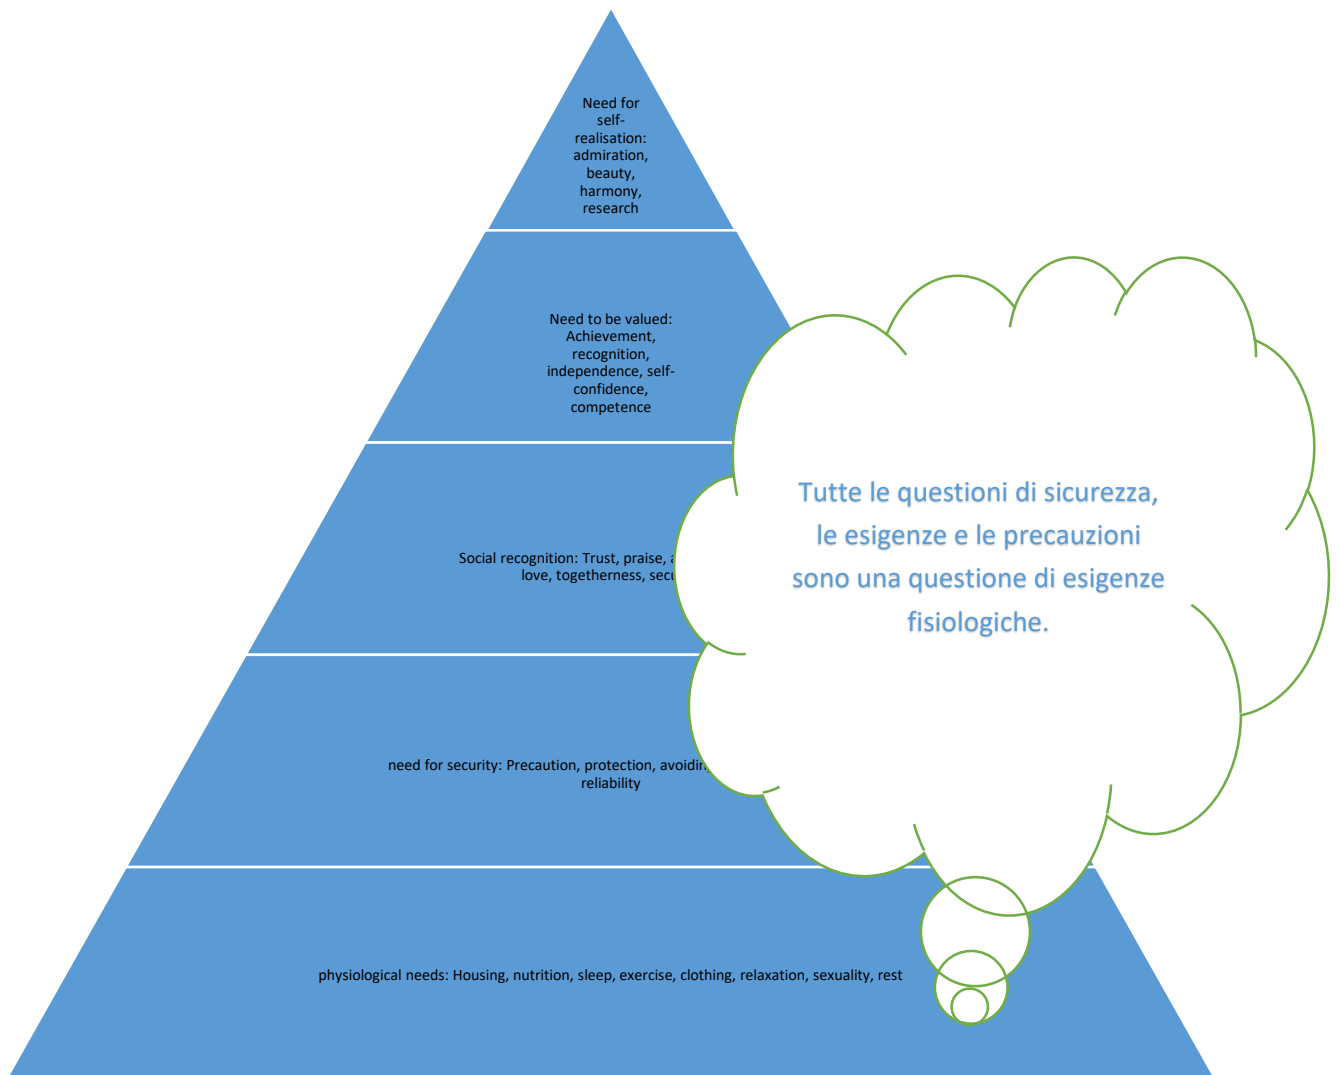 Need for
self-
realisation:
admiration,
beauty,
harmony,
research
Need to be valued:
Achievement,
recognition,
independence, self-
confidence,
competence
Social recognition: Trust, praise,
love, togetherness,
need for security: Precaution, protection,
reliability
physiological needs: Housing, nutrition, sleep, exercise, clothing, relaxation, sexuality, rest
Tutte le questioni di sicurezza,
le esigenze e le precauzioni
sono una questione di esigenze
fisiologiche.